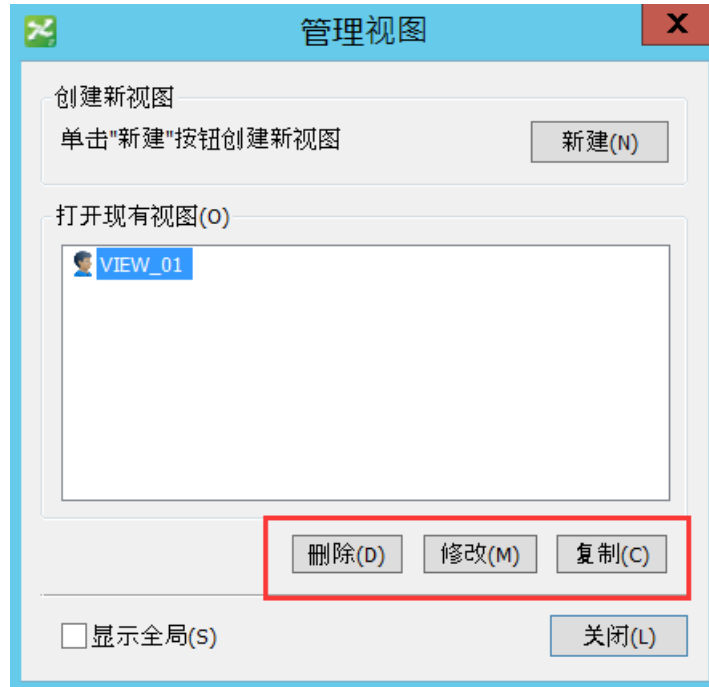 管理视图
X
创建新视图
单击"新建"按钮创建新视图
新建(N)
打开现有视图(O)
VIEW_01
删除(D) 修改(M) 复制(C)
显示全局(S)
关闭(L)